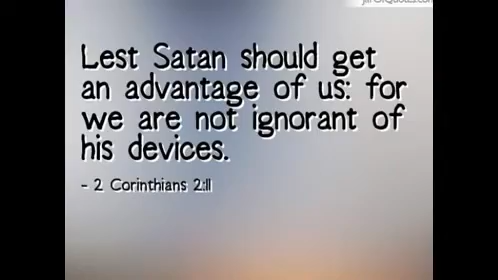 Lest Satan should get
an advantage of us: for
we are not ignorant of
his devices.
- 2 Corinthians 2:11